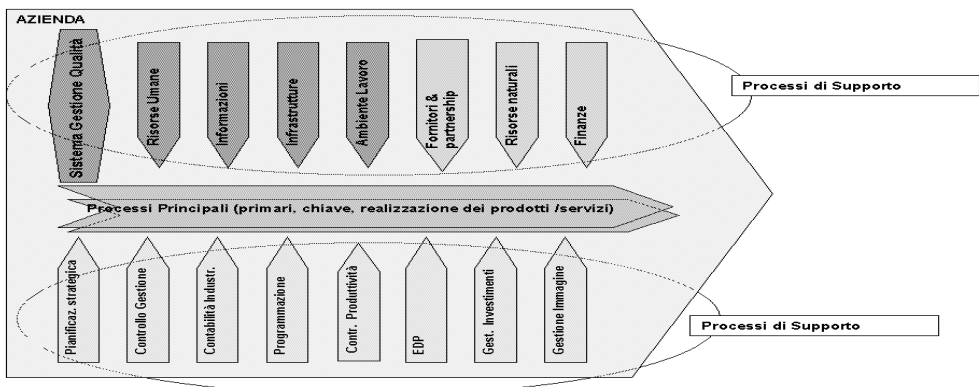 AZIENDA
Sistema Gestione Qualità
Risorse Umane
Informazioni
Infrastrutture
Ambiente Lavoro
Fornitori &
partnership
Risorse naturali
Finanze
Processi di Supporto
Processi Principali (primari, chiave, realizzazione dei prodotti /servizi)
Pianificaz. strategica
Controllo Gestione
Contabilità Industr.
Programmazione
Contr. Produttività
EDP
Gest. Investimenti
Gestione Immagine
Processi di Supporto